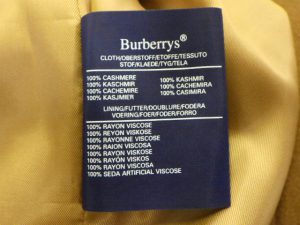 Burberrys®
CLOTH/OBERSTOFF/ETOFFE/TESSUTO
STOF/KLAEDE/TYG/TELA
100% CASHMERE 100% KASHMIR
100% KASCHMIR 100% CACHEMIRA
100% CACHEMIRE 100% CASIMIRA
100% KASJMIER
LINING/FUTTER/DOUBLURE/FODERA
VOERING/FOER/FODER/FORRO
100% RAYON VISCOSE
100% REYON VISKOSE
100% RAYONNE VISCOSE
100% RAION VISCOSA
100% RAYON VISKOSE
100% RAYON VISKOS
100% RAYON VISCOSA
100% SEDA ARTIFICIAL VISCOSE